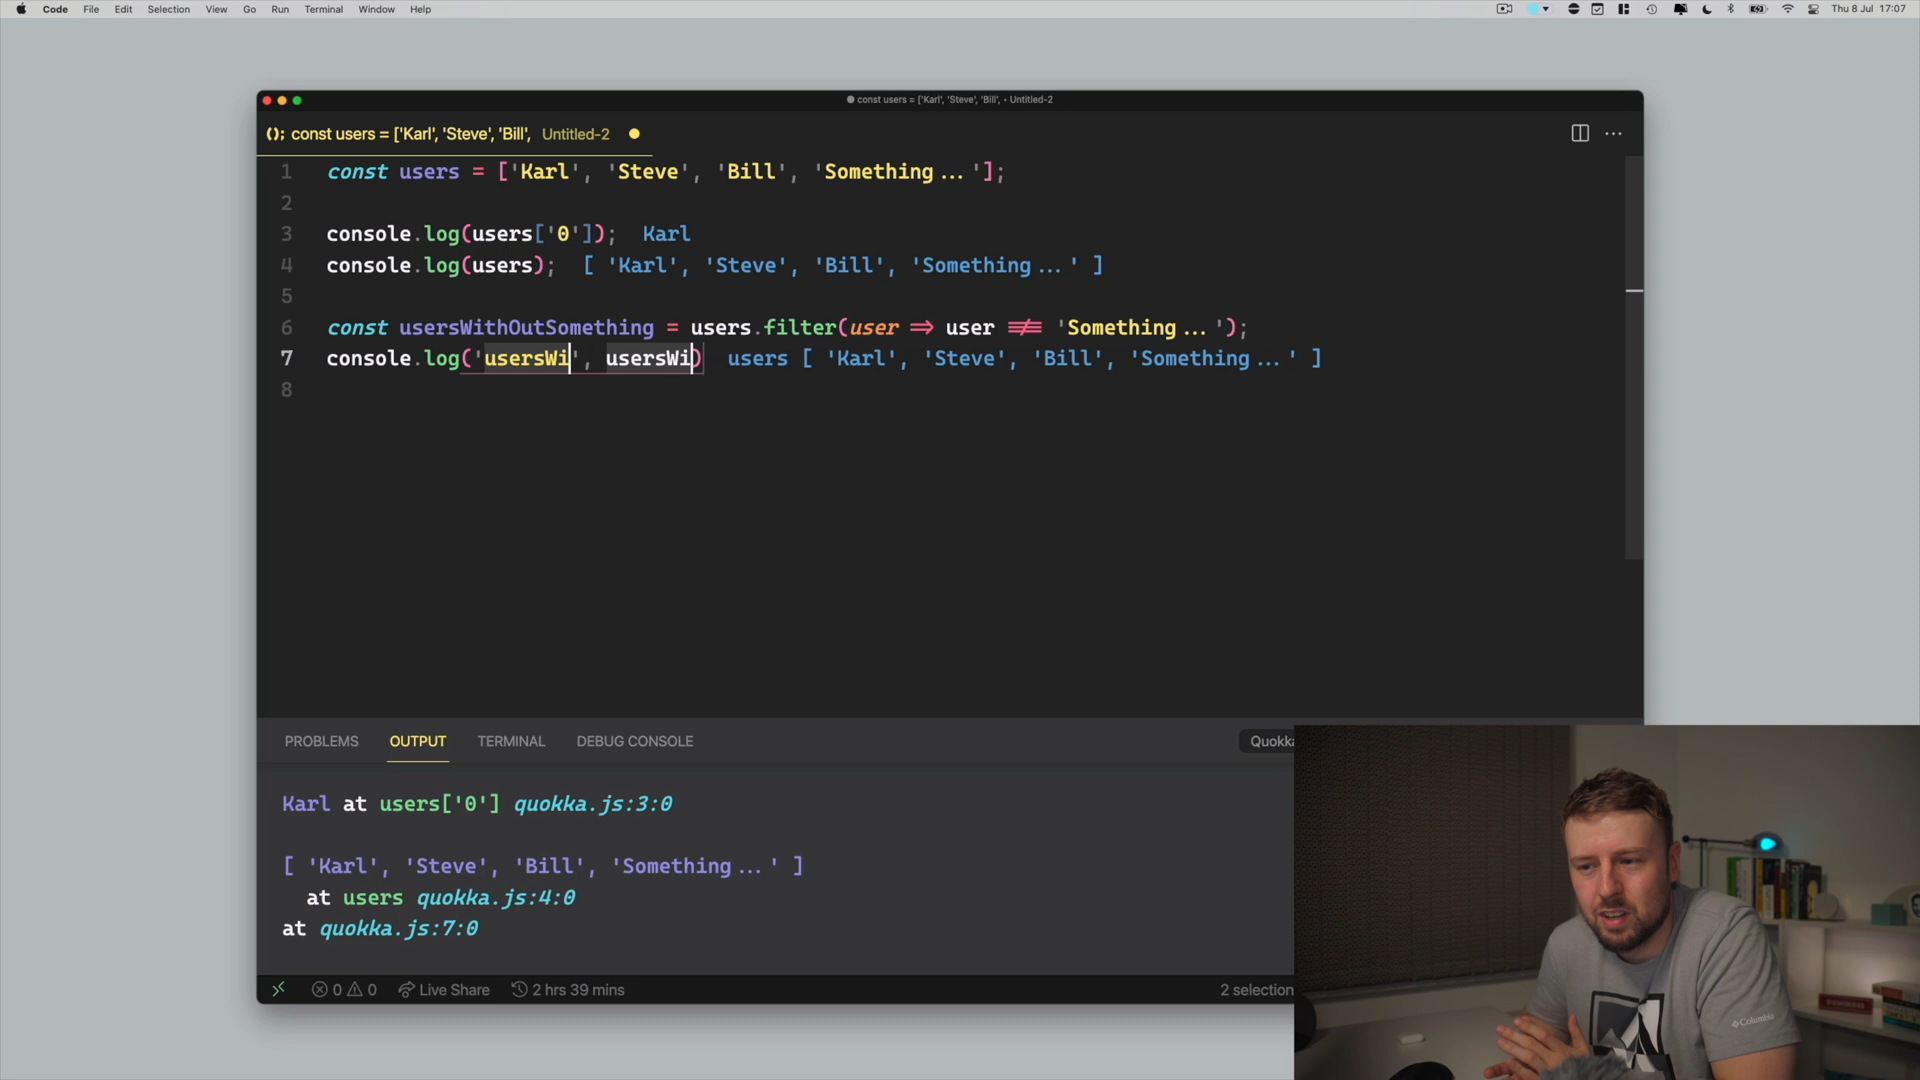 Code File Edit Selection View Go Run Terminal Window Help
Thu 8 Jul 17:07
const users = ['Karl', 'Steve', 'Bill', • Untitled-2
(); const users = ['Karl', 'Steve', 'Bill', Untitled-2
1 const users = ['Karl', 'Steve', 'Bill', 'Something...'];
2
3 console.log(users['0']); Karl
4 console.log(users); [ 'Karl', 'Steve', 'Bill', 'Something...' ]
5
6 const usersWithOutSomething = users.filter(user => user !== 'Something...');
7 console.log('usersWi', usersWi) users [ 'Karl', 'Steve', 'Bill', 'Something...' ]
8
PROBLEMS OUTPUT TERMINAL DEBUG CONSOLE Quokka
Karl at users['0'] quokka.js:3:0
[ 'Karl', 'Steve', 'Bill', 'Something...' ]
at users quokka.js:4:0
at quokka.js:7:0
0 0 Live Share 2 hrs 39 mins 2 selection
Columbia